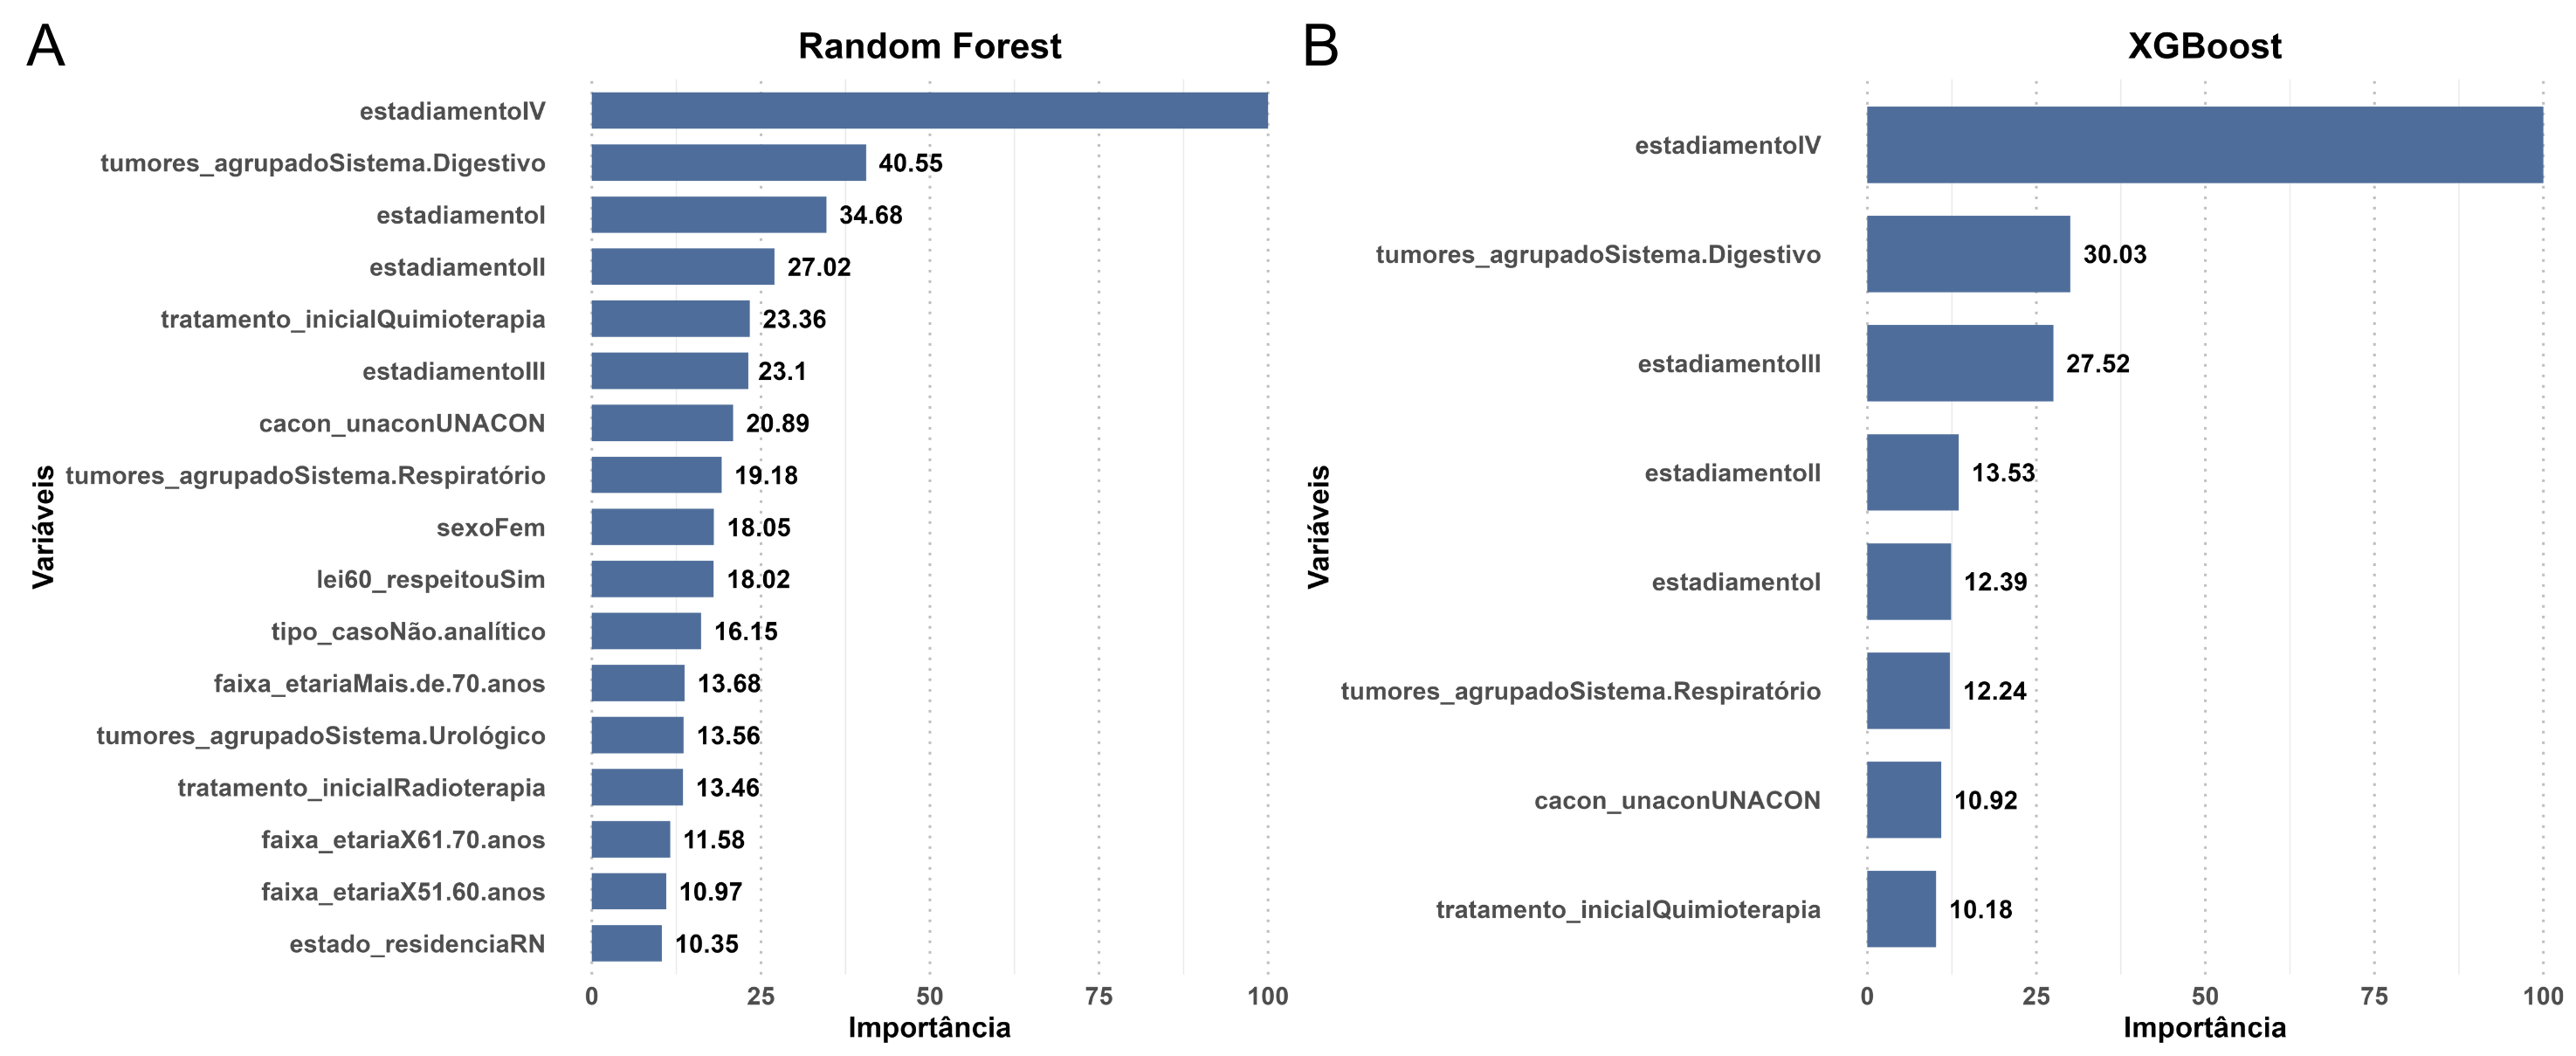 A
Random Forest
estadiamentoIV
tumores_agrupadoSistema.Digestivo 40.55
estadiamentoI 34.68
estadiamentoII 27.02
tratamento_inicialQuimioterapia 23.36
estadiamentoIII 23.1
cacon_unaconUNACON 20.89
tumores_agrupadoSistema.Respiratório 19.18
sexoFem 18.05
lei60_respeitouSim 18.02
tipo_casoNão.analítico 16.15
faixa_etariaMais.de.70.anos 13.68
tumores_agrupadoSistema.Urológico 13.56
tratamento_inicialRadioterapia 13.46
faixa_etariaX61.70.anos 11.58
faixa_etariaX51.60.anos 10.97
estado_residenciaRN 10.35
Variáveis
0 25 50 75 100
Importância
B
XGBoost
estadiamentoIV
tumores_agrupadoSistema.Digestivo 30.03
estadiamentoIII 27.52
estadiamentoII 13.53
estadiamentoI 12.39
tumores_agrupadoSistema.Respiratório 12.24
cacon_unaconUNACON 10.92
tratamento_inicialQuimioterapia 10.18
Variáveis
0 25 50 75 100
Importância